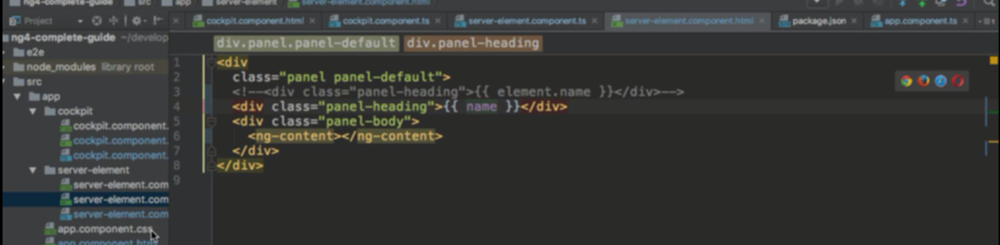 ng4-complete-guide src app server-element server-element.component.html
Project
cockpit.component.html cockpit.component.ts server-element.component.ts server-element.component.html package.json app.component.ts
ng4-complete-guide ~/develop
e2e
node_modules library root
src
app
cockpit
cockpit.component.
cockpit.component.
cockpit.component.
server-element
server-element.com
server-element.com
server-element.com
app.component.css
app.component.htm
div.panel.panel-default div.panel-heading
1 <div
2 class="panel panel-default">
3 <!--<div class="panel-heading">{{ element.name }}</div>-->
4 <div class="panel-heading">{{ name }}</div>
5 <div class="panel-body">
6 <ng-content></ng-content>
7 </div>
8 </div>
9